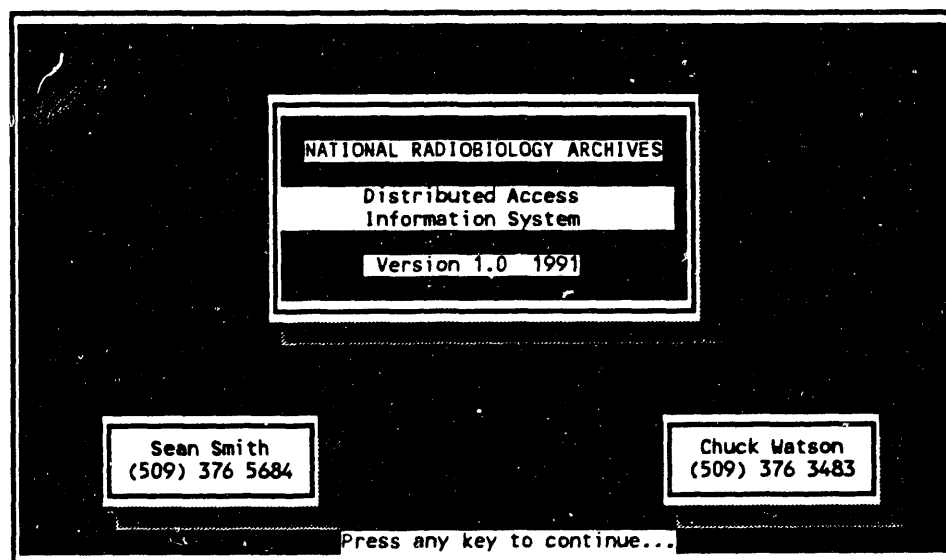 NATIONAL RADIOBIOLOGY ARCHIVES
Distributed Access
Information System
Version 1.0 1991
Sean Smith
(509) 376 5684
Chuck Watson
(509) 376 3483
Press any key to continue...